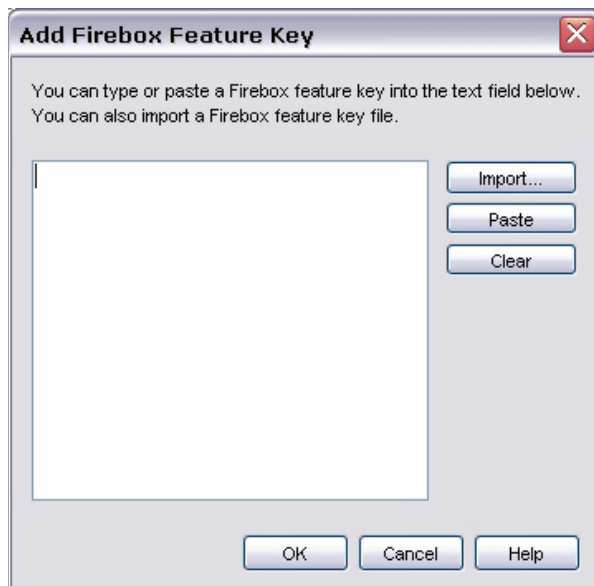 Add Firebox Feature Key
You can type or paste a Firebox feature key into the text field below.
You can also import a Firebox feature key file.
Import...
Paste
Clear
OK
Cancel
Help